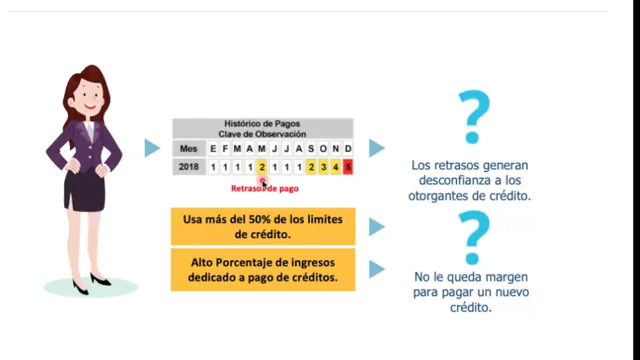 Histórico de Pagos
Clave de Observación
Mes E F M A M J J A S O N D
2018 1 1 1 1 2 1 1 1 2 3 4 5
Retrasos de pago
Usa más del 50% de los limites
de crédito.
Alto Porcentaje de ingresos
dedicado a pago de créditos.
?
Los retrasos generan
desconfianza a los
otorgantes de crédito.
?
No le queda margen
para pagar un nuevo
crédito.